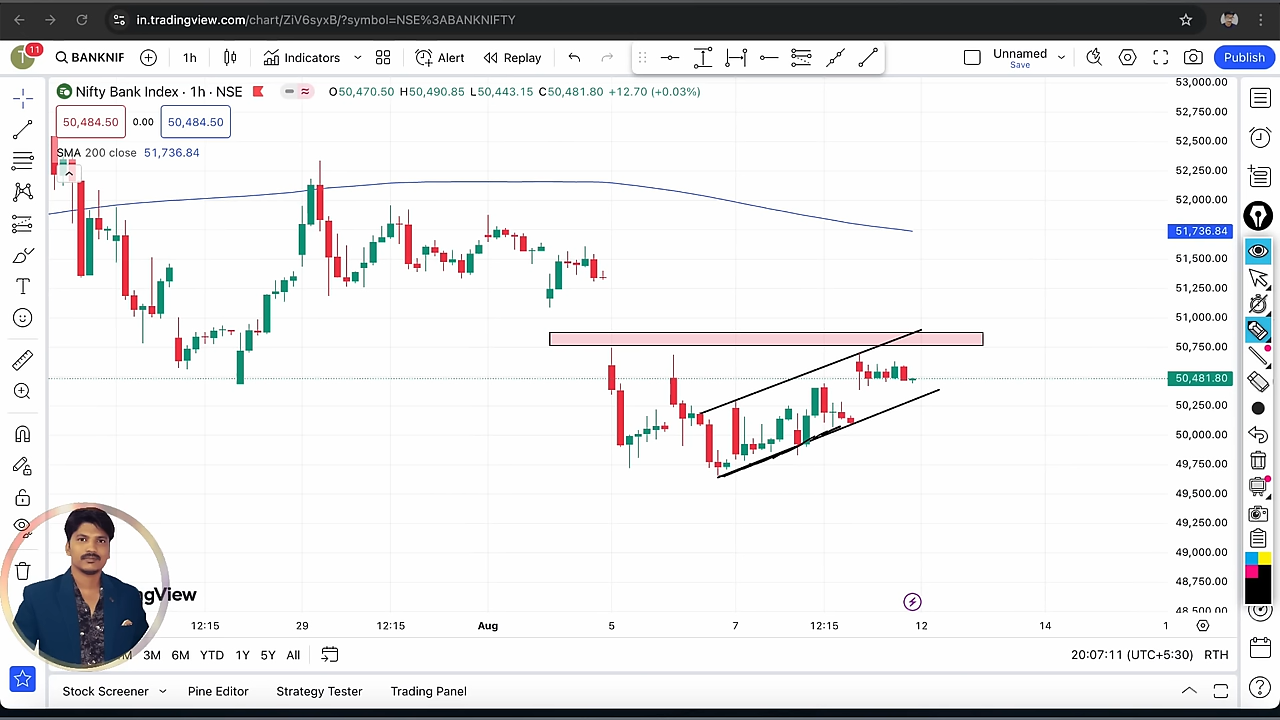 in.tradingview.com/chart/ZiV6syxB/?symbol=NSE%3ABANKNIFTY
T 11 BANKNIF 1h Indicators Alert Replay Unnamed Save Publish
Nifty Bank Index · 1h · NSE O50,470.50 H50,490.85 L50,443.15 C50,481.80 +12.70 (+0.03%)
50,484.50 0.00 50,484.50
SMA 200 close 51,736.84
53,000.00
52,750.00
52,500.00
52,250.00
52,000.00
51,736.84
51,500.00
51,250.00
51,000.00
50,750.00
50,481.80
50,250.00
50,000.00
49,750.00
49,500.00
49,250.00
49,000.00
48,750.00
48,500.00
gView
12:15 29 12:15 Aug 5 7 12:15 12 14 1
M 3M 6M YTD 1Y 5Y All 20:07:11 (UTC+5:30) RTH
Stock Screener Pine Editor Strategy Tester Trading Panel